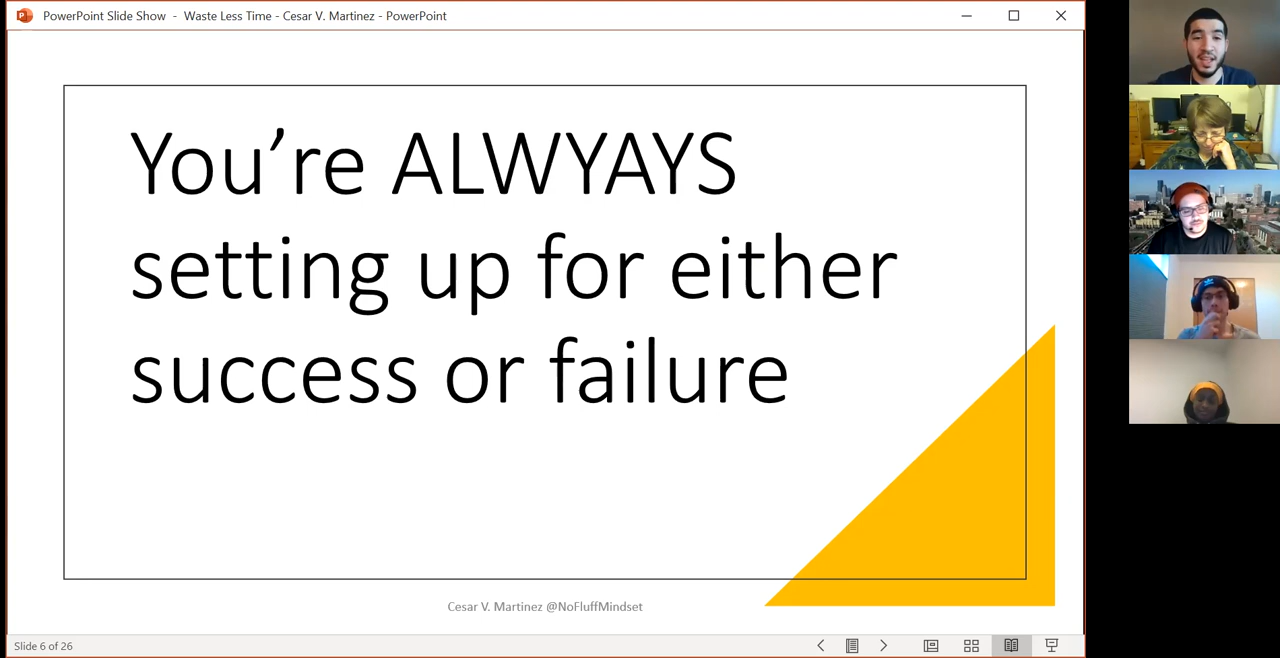 PowerPoint Slide Show - Waste Less Time - Cesar V. Martinez - PowerPoint
You’re ALWYAYS
setting up for either
success or failure
Cesar V. Martinez @NoFluffMindset
Slide 6 of 26